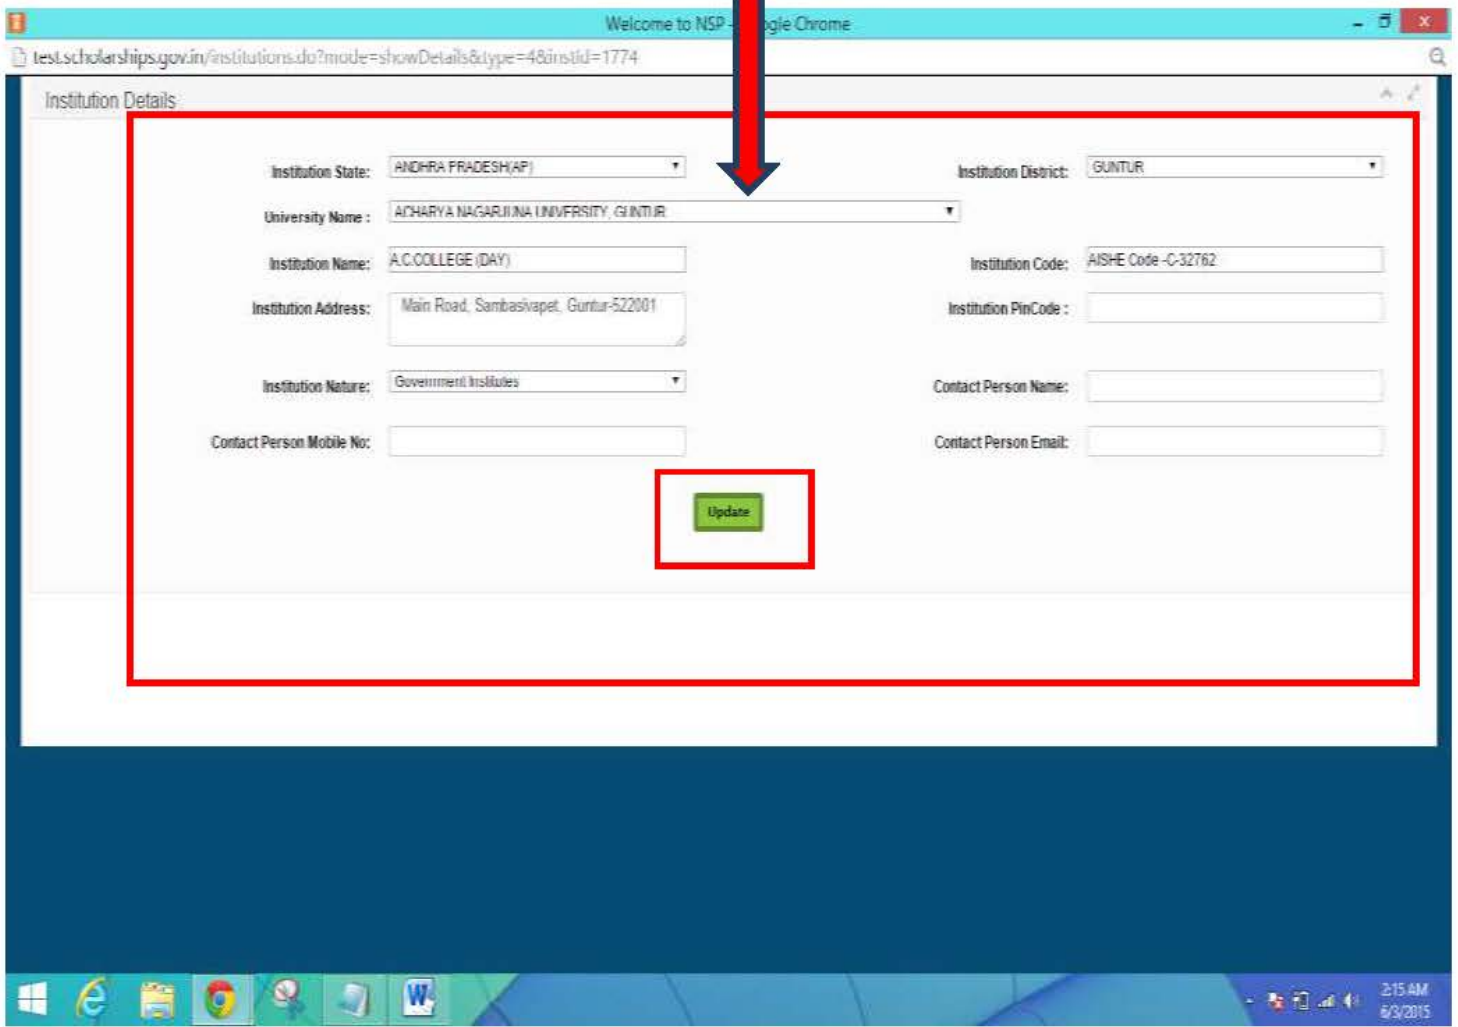 Welcome to NSP - ogle Chrome
test.scholarships.gov.in/institutions.do?mode=showDetails&type=4&instid=1774
Institution Details
Institution State: ANDHRA PRADESH(AP) Institution District: GUNTUR
University Name : ACHARYA NAGARJUNA UNIVERSITY, GUNTUR
Institution Name: A.C.COLLEGE (DAY) Institution Code: AISHE Code -C-32762
Institution Address: Main Road, Sambasivapet, Guntur-522001 Institution PinCode :
Institution Nature: Government Institutes Contact Person Name:
Contact Person Mobile No: Contact Person Email:
Update
2:15 AM
6/3/2015